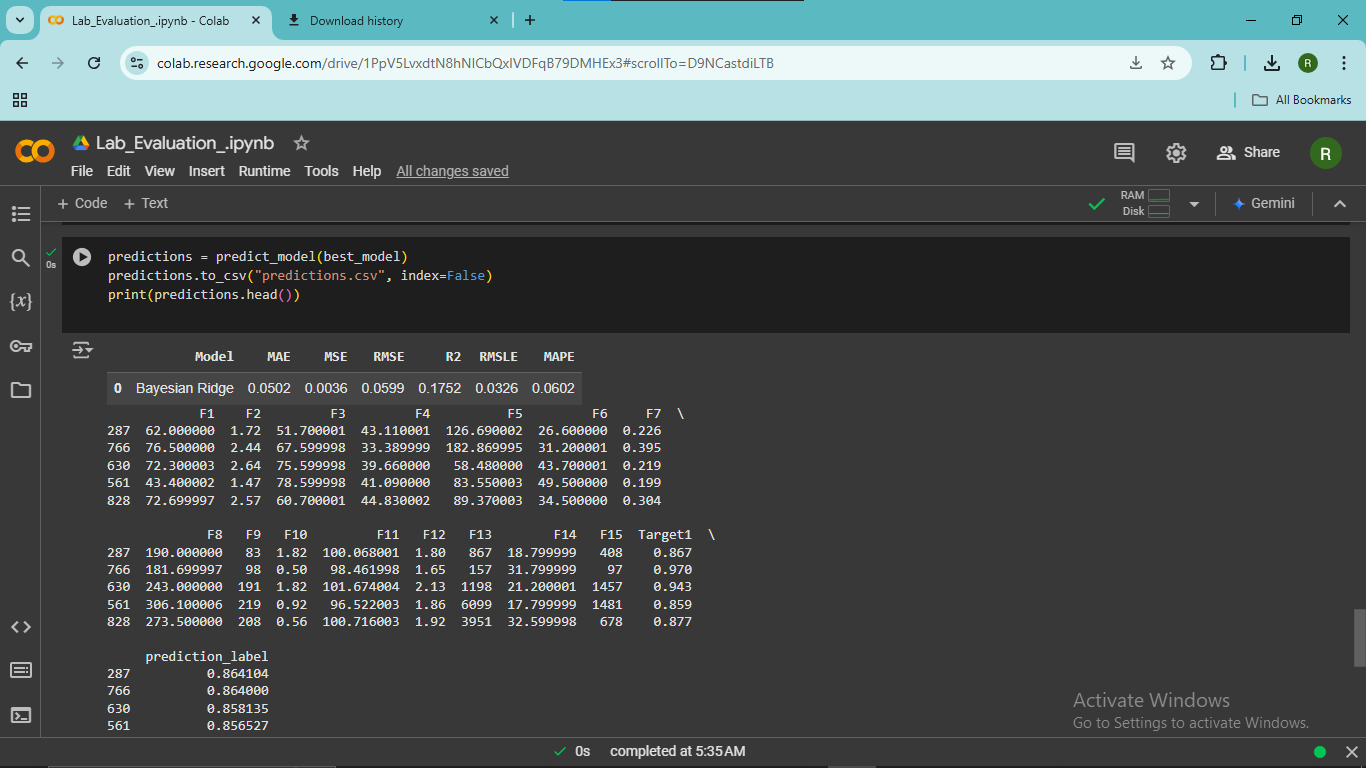 Lab_Evaluation_.ipynb - Colab
Download history
colab.research.google.com/drive/1PpV5LvxdtN8hNICbQxIVDFqB79DMHEx3#scrollTo=D9NCastdiLTB
R
All Bookmarks
Lab_Evaluation_.ipynb
File Edit View Insert Runtime Tools Help All changes saved
Share
R
+ Code + Text
RAM
Disk
Gemini
0s
predictions = predict_model(best_model)
predictions.to_csv("predictions.csv", index=False)
print(predictions.head())
Model MAE MSE RMSE R2 RMSLE MAPE
0 Bayesian Ridge 0.0502 0.0036 0.0599 0.1752 0.0326 0.0602
F1 F2 F3 F4 F5 F6 F7 \
287 62.000000 1.72 51.700001 43.110001 126.690002 26.600000 0.226
766 76.500000 2.44 67.599998 33.389999 182.869995 31.200001 0.395
630 72.300003 2.64 75.599998 39.660000 58.480000 43.700001 0.219
561 43.400002 1.47 78.599998 41.090000 83.550003 49.500000 0.199
828 72.699997 2.57 60.700001 44.830002 89.370003 34.500000 0.304
F8 F9 F10 F11 F12 F13 F14 F15 Target1 \
287 190.000000 83 1.82 100.068001 1.80 867 18.799999 408 0.867
766 181.699997 98 0.50 98.461998 1.65 157 31.799999 97 0.970
630 243.000000 191 1.82 101.674004 2.13 1198 21.200001 1457 0.943
561 306.100006 219 0.92 96.522003 1.86 6099 17.799999 1481 0.859
828 273.500000 208 0.56 100.716003 1.92 3951 32.599998 678 0.877
prediction_label
287 0.864104
766 0.864000
630 0.858135
561 0.856527
Activate Windows
Go to Settings to activate Windows.
0s completed at 5:35 AM